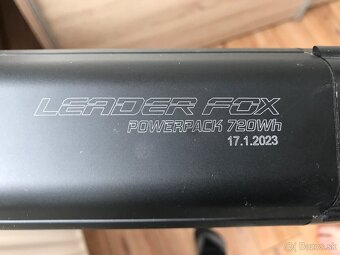 LEADER FOX
POWERPACK 720Wh
17.1.2023
bazos.sk